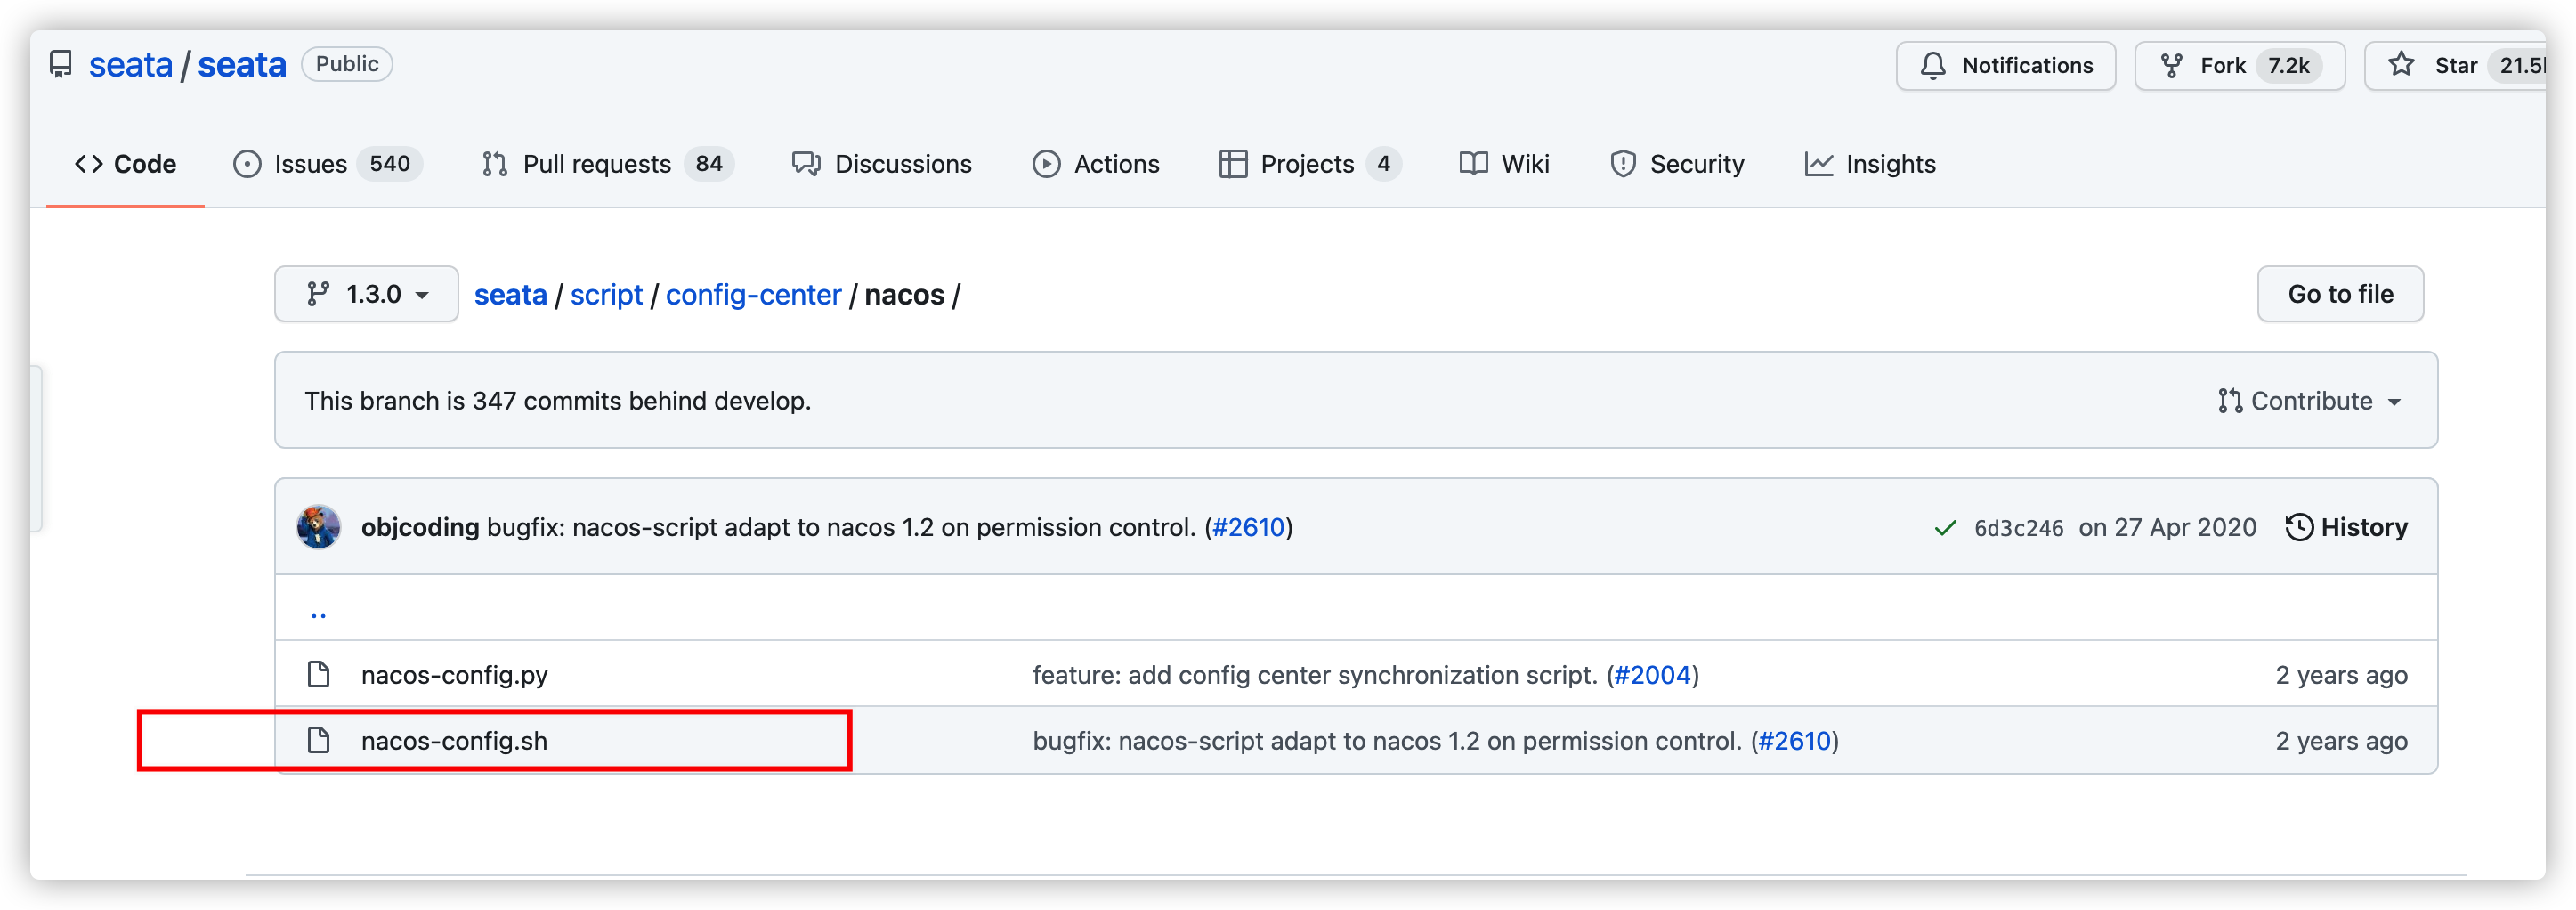 seata / seata Public Notifications Fork 7.2k Star 21.5
Code Issues 540 Pull requests 84 Discussions Actions Projects 4 Wiki Security Insights
1.3.0 seata / script / config-center / nacos / Go to file
This branch is 347 commits behind develop. Contribute
objcoding bugfix: nacos-script adapt to nacos 1.2 on permission control. (#2610) 6d3c246 on 27 Apr 2020 History
..
nacos-config.py feature: add config center synchronization script. (#2004) 2 years ago
nacos-config.sh bugfix: nacos-script adapt to nacos 1.2 on permission control. (#2610) 2 years ago